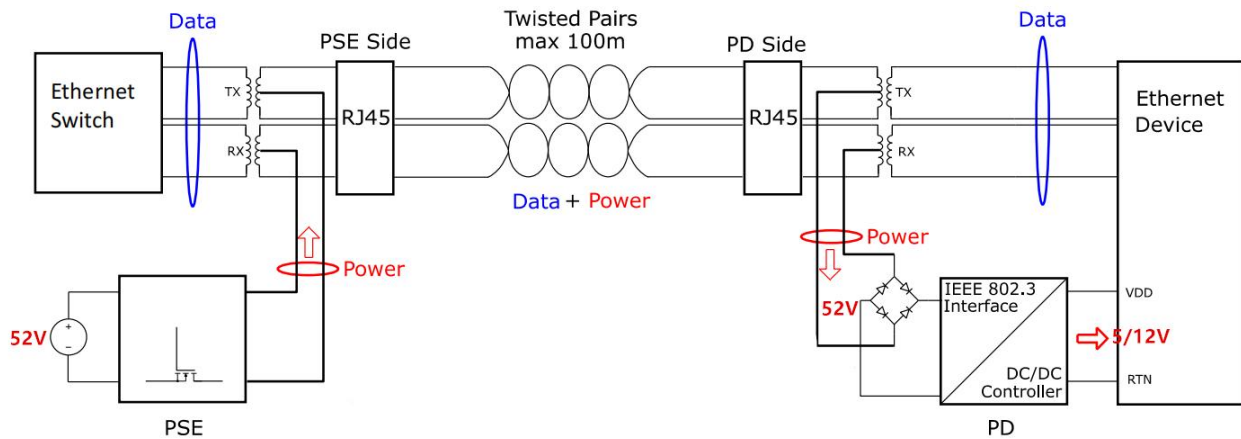 Data
Twisted Pairs
max 100m
Data
PSE Side
PD Side
Ethernet
Switch
TX
RX
RJ45
RJ45
TX
RX
Ethernet
Device
Data + Power
Power
Power
52V
+
−
PSE
52V
IEEE 802.3
Interface
DC/DC
Controller
PD
VDD
5/12V
RTN